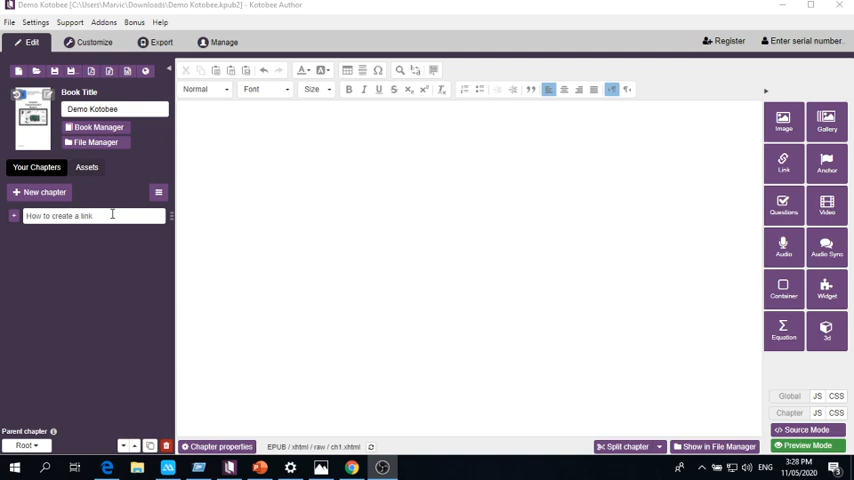 Demo Kotobee [C:\Users\Marvic\Downloads\Demo Kotobee.kpub2] - Kotobee Author
File Settings Support Addons Bonus Help
Edit Customize Export Manage Register Enter serial number..
Book Title
Demo Kotobee
Book Manager
File Manager
Your Chapters Assets
New chapter
How to create a link
Normal Font Size B I U S
Image Gallery
Link Anchor
Questions Video
Audio Audio Sync
Container Widget
Equation 3d
Global JS CSS
Chapter JS CSS
Source Mode
Preview Mode
Parent chapter
Root
Chapter properties EPUB / xhtml / raw / ch1.xhtml Split chapter Show in File Manager
ENG
3:28 PM
11/05/2020
3